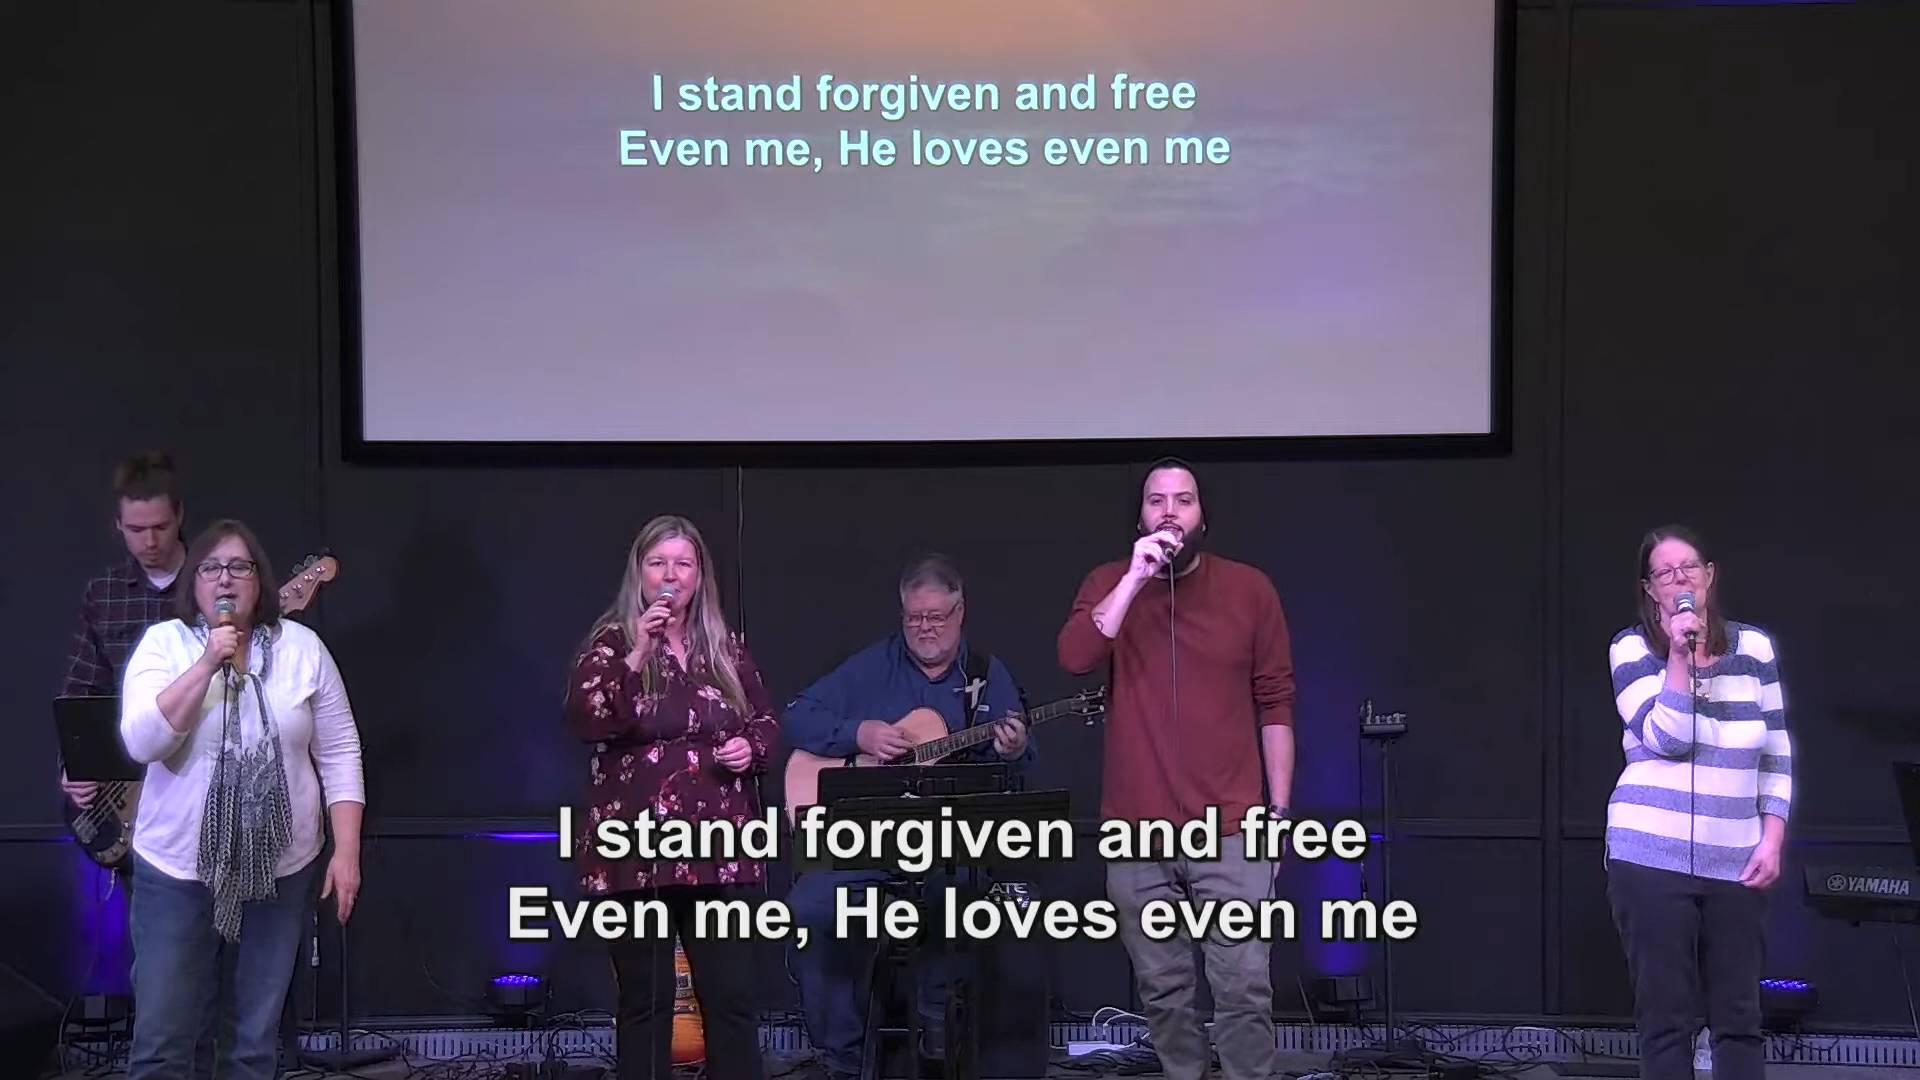 I stand forgiven and free
Even me, He loves even me
I stand forgiven and free
Even me, He loves even me
YAMAHA